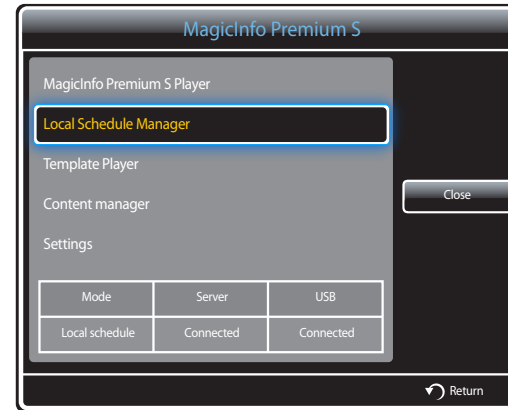 MagicInfo Premium S
MagicInfo Premium S Player
Local Schedule Manager
Template Player
Content manager
Settings
Close
Mode Server USB
Local schedule Connected Connected
Return